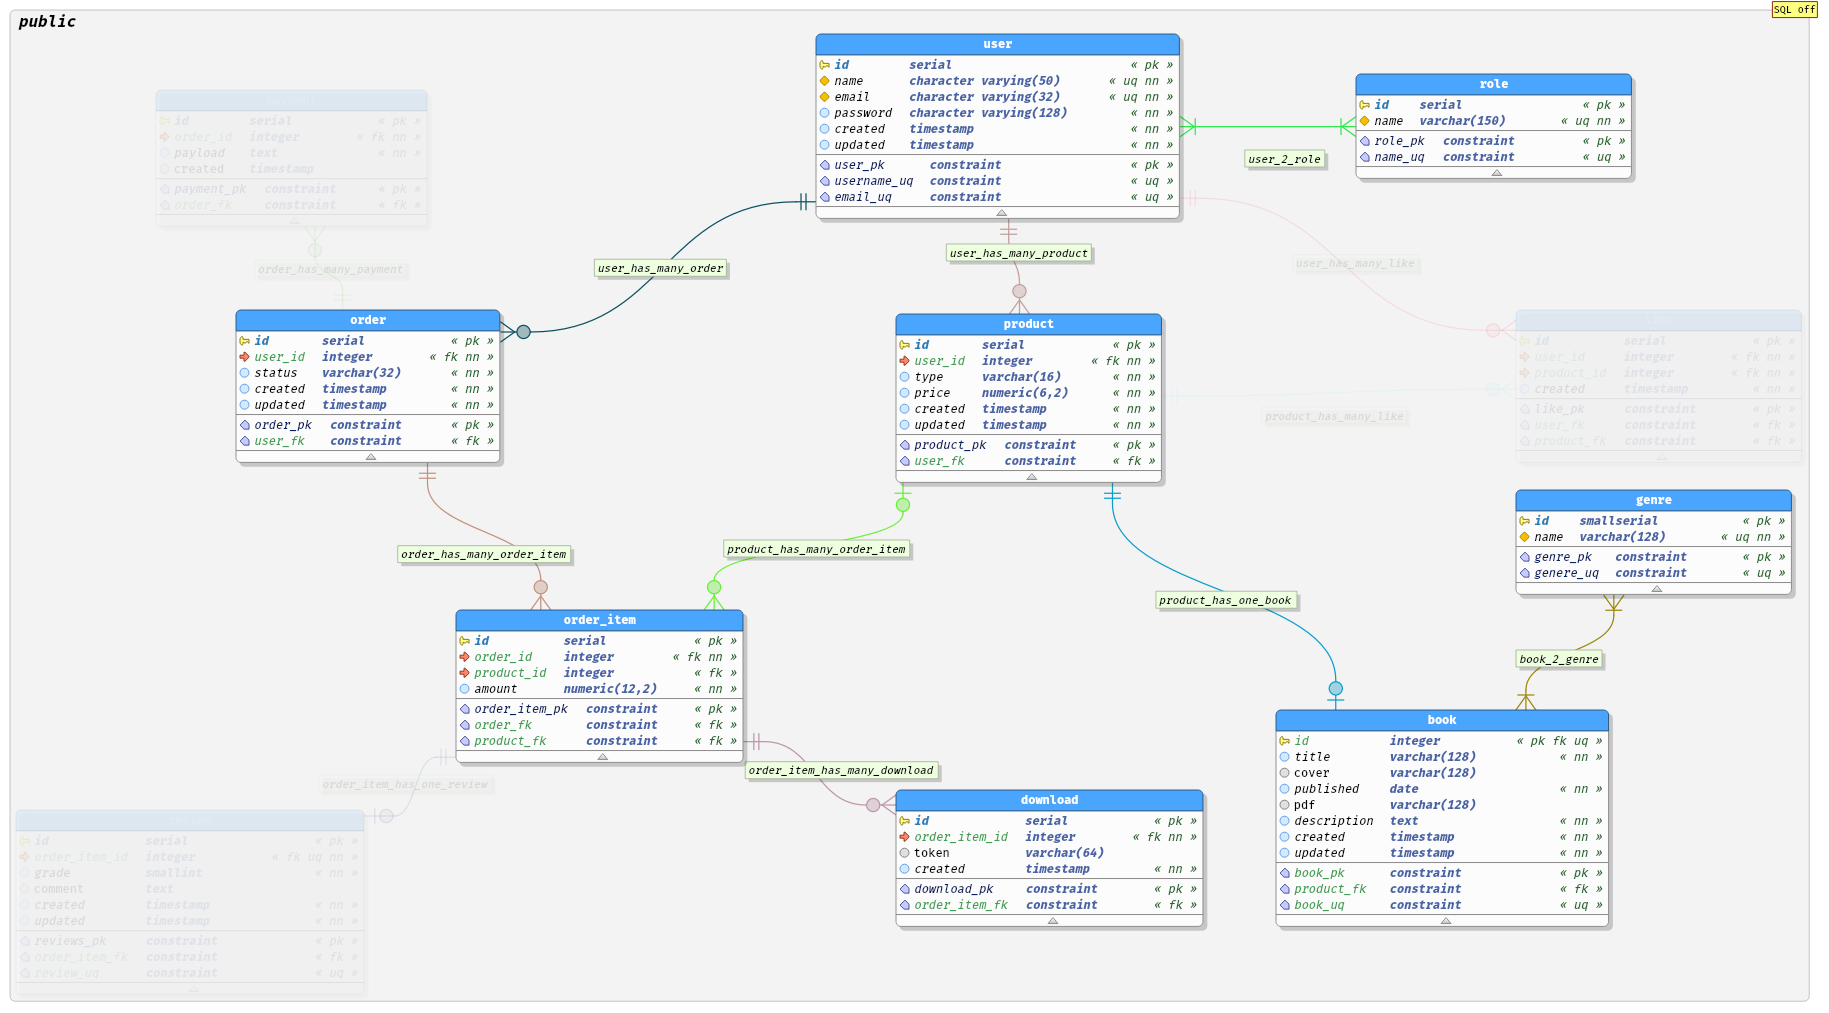 SQL off
public
user
id serial « pk »
name character varying(50) « uq nn »
email character varying(32) « uq nn »
password character varying(128) « nn »
created timestamp « nn »
updated timestamp « nn »
user_pk constraint « pk »
username_uq constraint « uq »
email_uq constraint « uq »
role
id serial « pk »
name varchar(150) « uq nn »
role_pk constraint « pk »
name_uq constraint « uq »
user_2_role
id serial « pk »
order_id integer « fk nn »
payload text « nn »
created timestamp
payment_pk constraint « pk »
order_fk constraint « fk »
order_has_many_payment
user_has_many_order
user_has_many_product
user_has_many_like
order
id serial « pk »
user_id integer « fk nn »
status varchar(32) « nn »
created timestamp « nn »
updated timestamp « nn »
order_pk constraint « pk »
user_fk constraint « fk »
product
id serial « pk »
user_id integer « fk nn »
type varchar(16) « nn »
price numeric(6,2) « nn »
created timestamp « nn »
updated timestamp « nn »
product_pk constraint « pk »
user_fk constraint « fk »
id serial « pk »
user_id integer « fk nn »
product_id integer « fk nn »
created timestamp « nn »
like_pk constraint « pk »
user_fk constraint « fk »
product_fk constraint « fk »
product_has_many_like
genre
id smallserial « pk »
name varchar(128) « uq nn »
genre_pk constraint « pk »
genere_uq constraint « uq »
order_has_many_order_item
product_has_many_order_item
product_has_one_book
book_2_genre
order_item
id serial « pk »
order_id integer « fk nn »
product_id integer « fk »
amount numeric(12,2) « nn »
order_item_pk constraint « pk »
order_fk constraint « fk »
product_fk constraint « fk »
order_item_has_many_download
order_item_has_one_review
book
id integer « pk fk uq »
title varchar(128) « nn »
cover varchar(128)
published date « nn »
pdf varchar(128)
description text « nn »
created timestamp « nn »
updated timestamp « nn »
book_pk constraint « pk »
product_fk constraint « fk »
book_uq constraint « uq »
download
id serial « pk »
order_item_id integer « fk nn »
token varchar(64)
created timestamp « nn »
download_pk constraint « pk »
order_item_fk constraint « fk »
id serial « pk »
order_item_id integer « fk uq nn »
grade smallint « nn »
comment text
created timestamp « nn »
updated timestamp « nn »
reviews_pk constraint « pk »
order_item_fk constraint « fk »
review_uq constraint « uq »